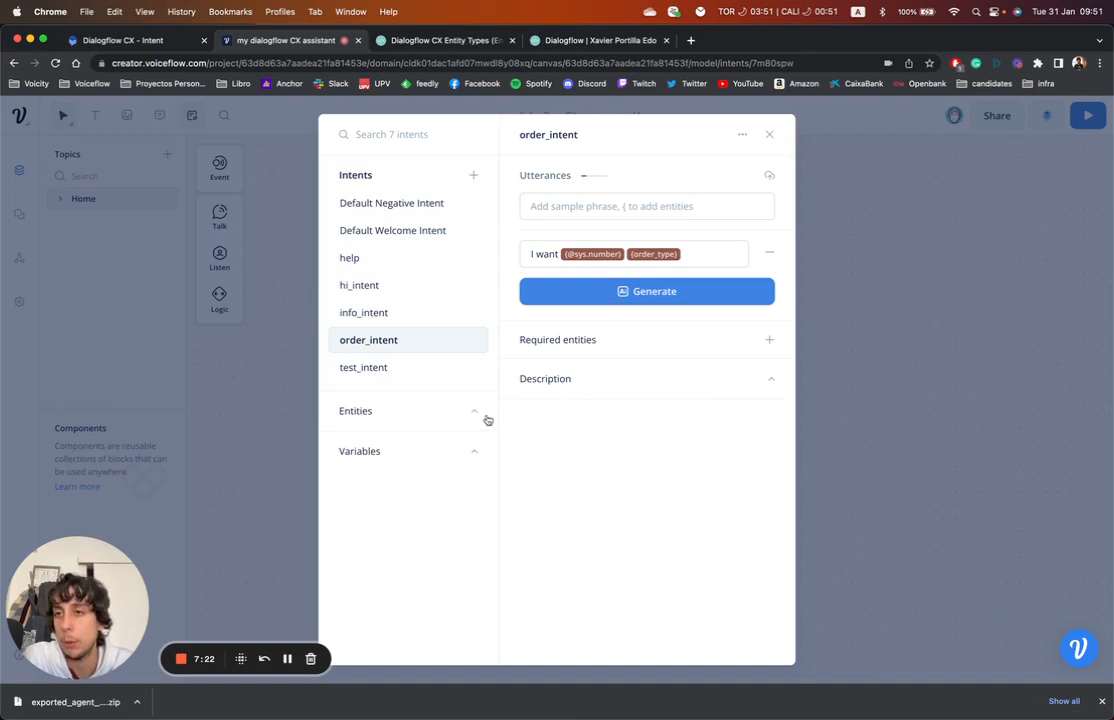 Chrome File Edit View History Bookmarks Profiles Tab Window Help
TOR 03:51 | CALI 00:51 A 100% Tue 31 Jan 09:51
Dialogflow CX - Intent
my dialogflow CX assistant
Dialogflow CX Entity Types (En
Dialogflow | Xavier Portilla Edo
creator.voiceflow.com/project/63d8d63a7aadea21fa81453e/domain/cldk01dac1afd07mwed8y08xq/canvas/63d8d63a7aadea21fa81453f/model/intents/7m80spwd
Voicity Voiceflow Proyectos Person... Anchor Slack UPV feedly Facebook Spotify Discord Twitch YouTube Twitter Amazon CaixaBank Openbank candidates Libro infra
Share
Topics
Search
Home
Event
Talk
Listen
Logic
Components
Components are reusable
collections of blocks that can
be used anywhere.
Learn more
Search 7 intents
Intents
Default Negative Intent
Default Welcome Intent
help
hi_intent
info_intent
order_intent
test_intent
Entities
Variables
order_intent
Utterances
Add sample phrase, { to add entities
I want {@sys.number} {order_type}
Generate
Required entities
Description
7:22
exported_agent_....zip
Show all